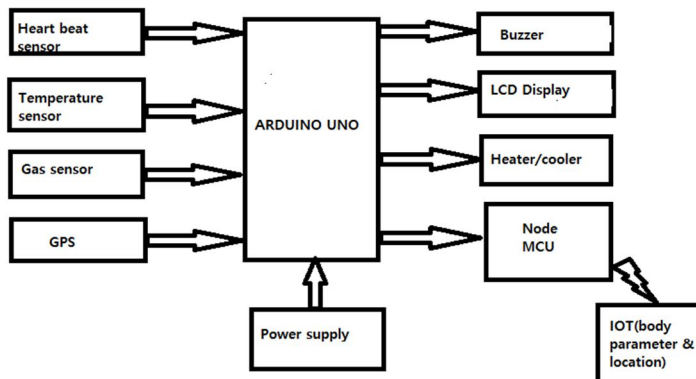 Heart beat
sensor
Temperature
sensor
Gas sensor
GPS
ARDUINO UNO
Power supply
Buzzer
LCD Display
Heater/cooler
Node
MCU
IOT(body
parameter &
location)